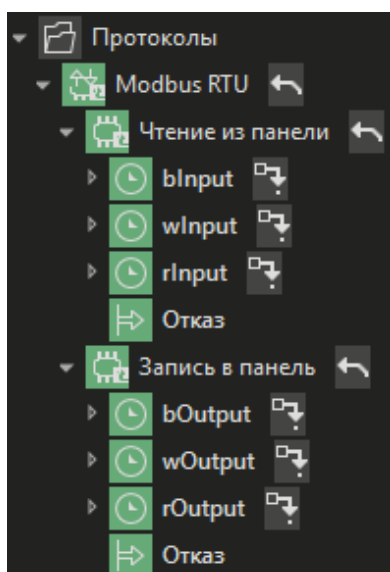 Протоколы
Modbus RTU
Чтение из панели
bInput
wInput
rInput
Отказ
Запись в панель
bOutput
wOutput
rOutput
Отказ